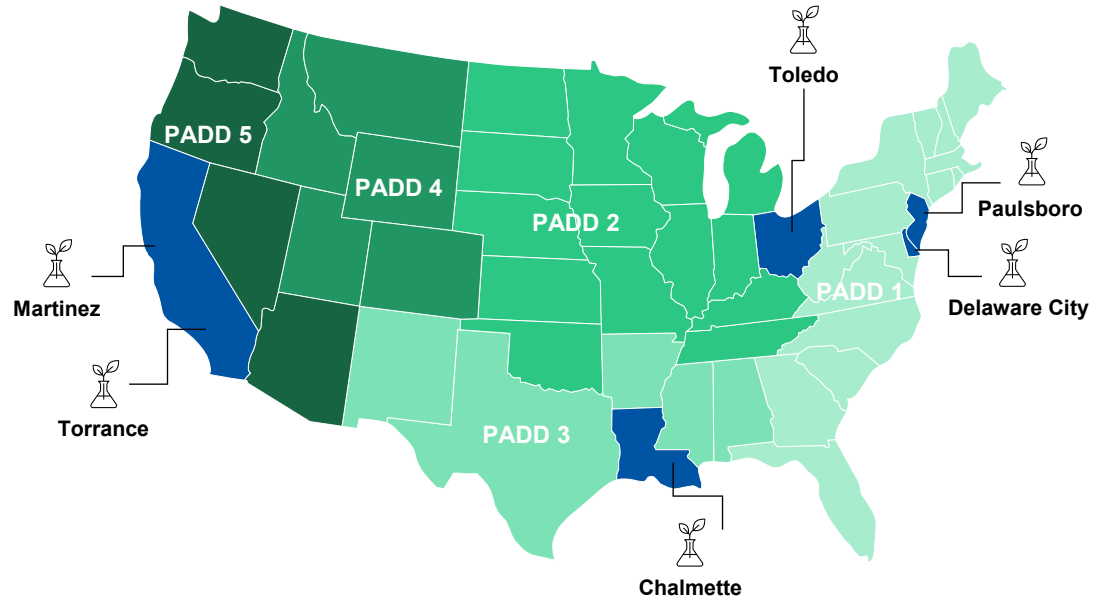 Toledo
PADD 5
PADD 4
Paulsboro
PADD 2
PADD 1
Martinez
Delaware City
Torrance
PADD 3
Chalmette